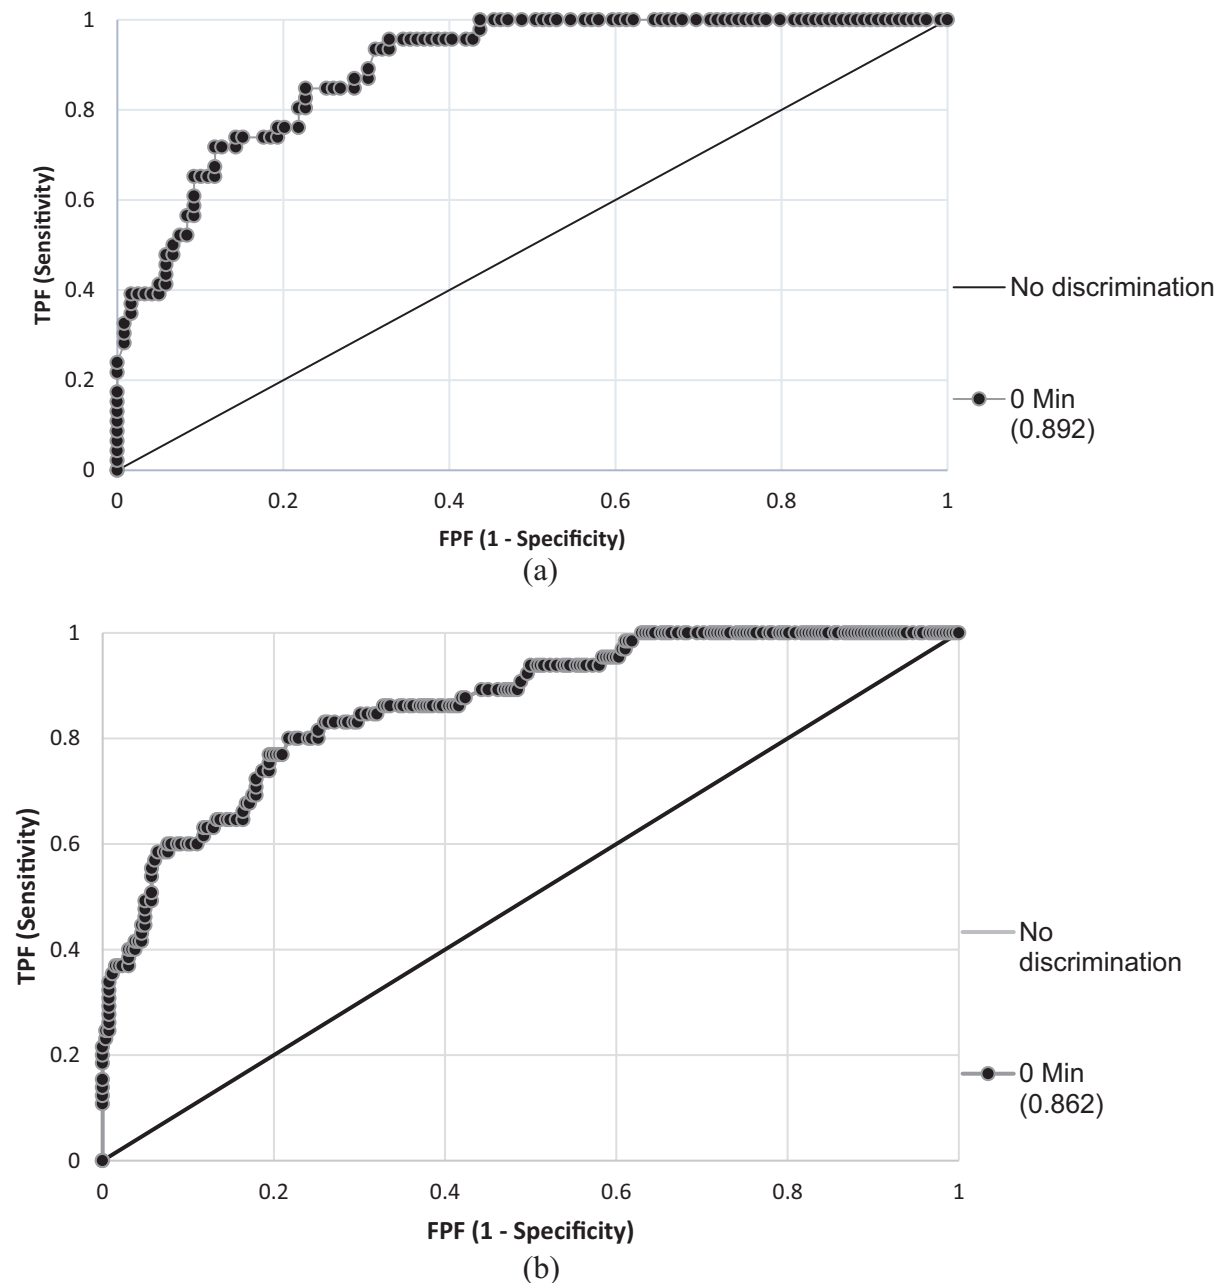 1
0.8
0.6
0.4
0.2
0
TPF (Sensitivity)
0 0.2 0.4 0.6 0.8 1
FPF (1 - Specificity)
No discrimination
0 Min
(0.892)
(a)
1
0.8
0.6
0.4
0.2
0
TPF (Sensitivity)
0 0.2 0.4 0.6 0.8 1
FPF (1 - Specificity)
No
discrimination
0 Min
(0.862)
(b)